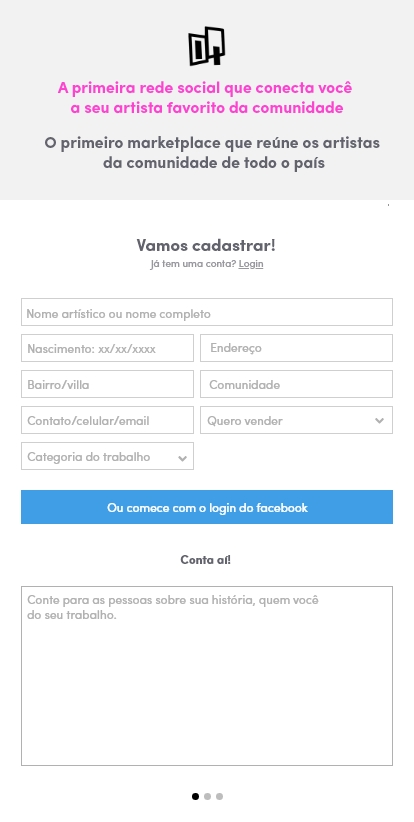 A primeira rede social que conecta você
a seu artista favorito da comunidade
O primeiro marketplace que reúne os artistas
da comunidade de todo o país
Vamos cadastrar!
Já tem uma conta? Login
Nome artístico ou nome completo
Nascimento: xx/xx/xxxx
Endereço
Bairro/villa
Comunidade
Contato/celular/email
Quero vender
Categoria do trabalho
Ou comece com o login do facebook
Conta aí!
Conte para as pessoas sobre sua história, quem você
do seu trabalho.